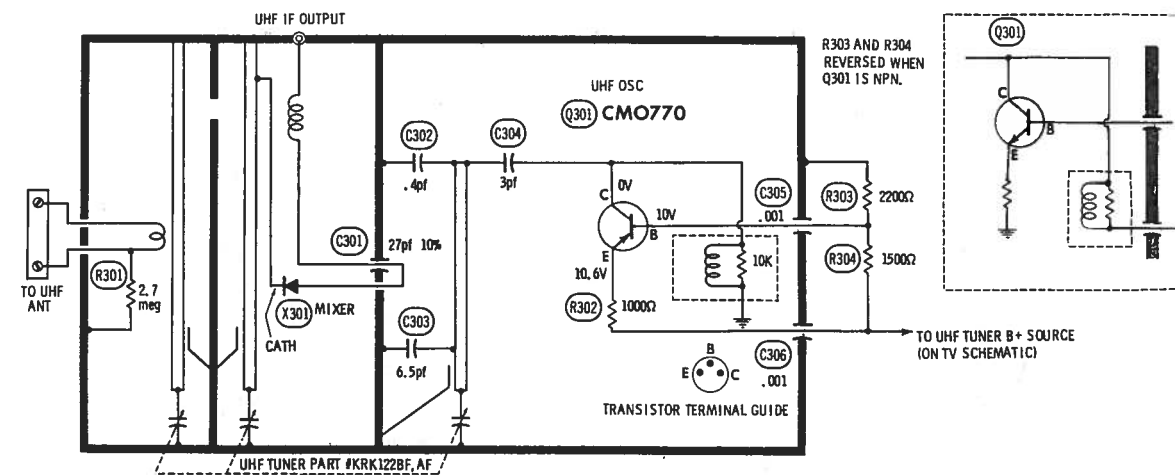 UHF IF OUTPUT
R303 AND R304
REVERSED WHEN
Q301 IS NPN.
Q301
C
B
E
UHF OSC
Q301 CMO770
C302
.4pf
C304
3pf
C
0V
10V
B
E
10.6V
C305
.001
R303
2200Ω
R304
1500Ω
10K
R302
1000Ω
C301
27pf 10%
R301
2.7
meg
TO UHF
ANT
X301 MIXER
CATH
C303
6.5pf
B
E C
TRANSISTOR TERMINAL GUIDE
C306
.001
TO UHF TUNER B+ SOURCE
(ON TV SCHEMATIC)
UHF TUNER PART #KRK122BF, AF